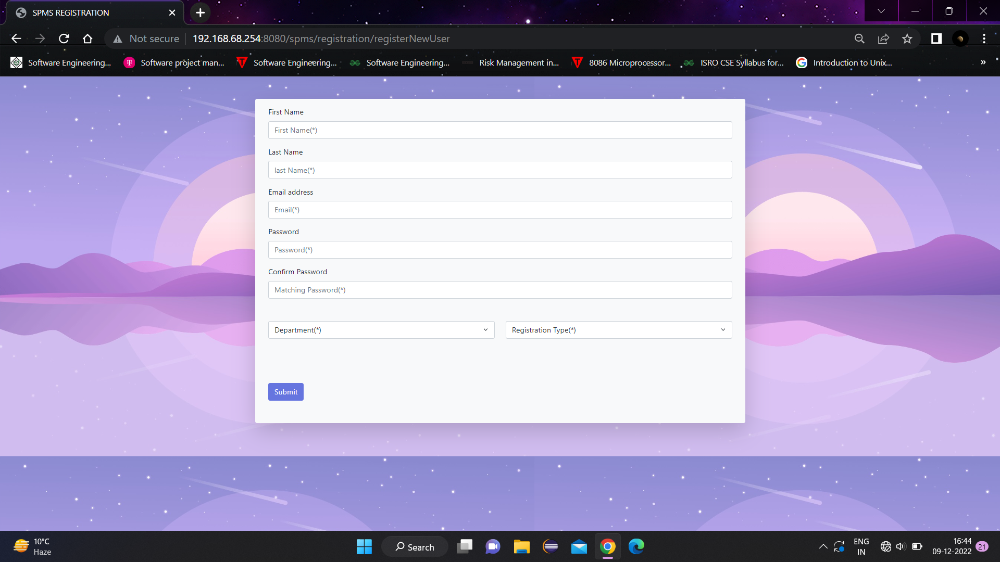 SPMS REGISTRATION
Not secure
192.168.68.254:8080/spms/registration/registerNewUser
Software Engineering...
Software project man...
Software Engineering...
Software Engineering...
Risk Management in...
8086 Microprocessor...
ISRO CSE Syllabus for...
Introduction to Unix...
»
First Name
First Name(*)
Last Name
last Name(*)
Email address
Email(*)
Password
Password(*)
Confirm Password
Matching Password(*)
Department(*)
Registration Type(*)
Submit
10°C
Haze
Search
ENG
IN
16:44
09-12-2022
21